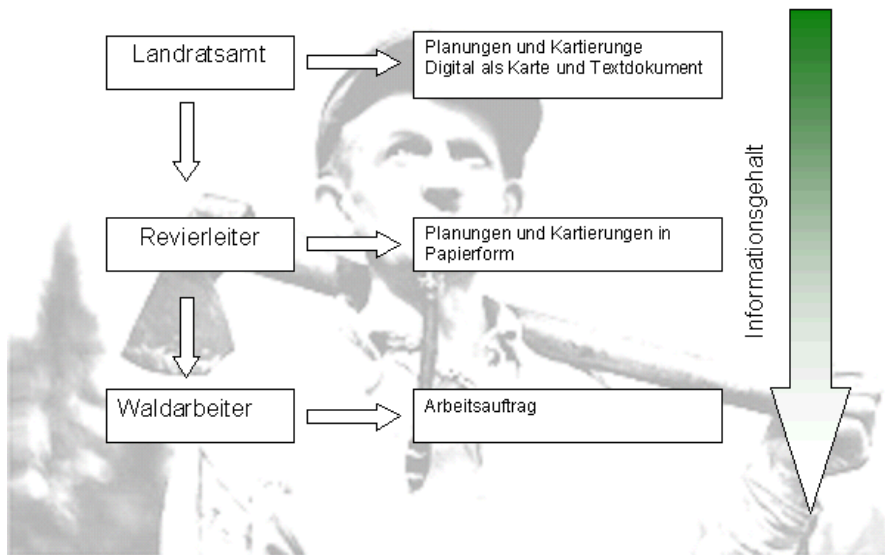 Landratsamt
Planungen und Kartierunge
Digital als Karte und Textdokument
Revierleiter
Planungen und Kartierungen in
Papierform
Waldarbeiter
Arbeitsauftrag
Informationsgehalt